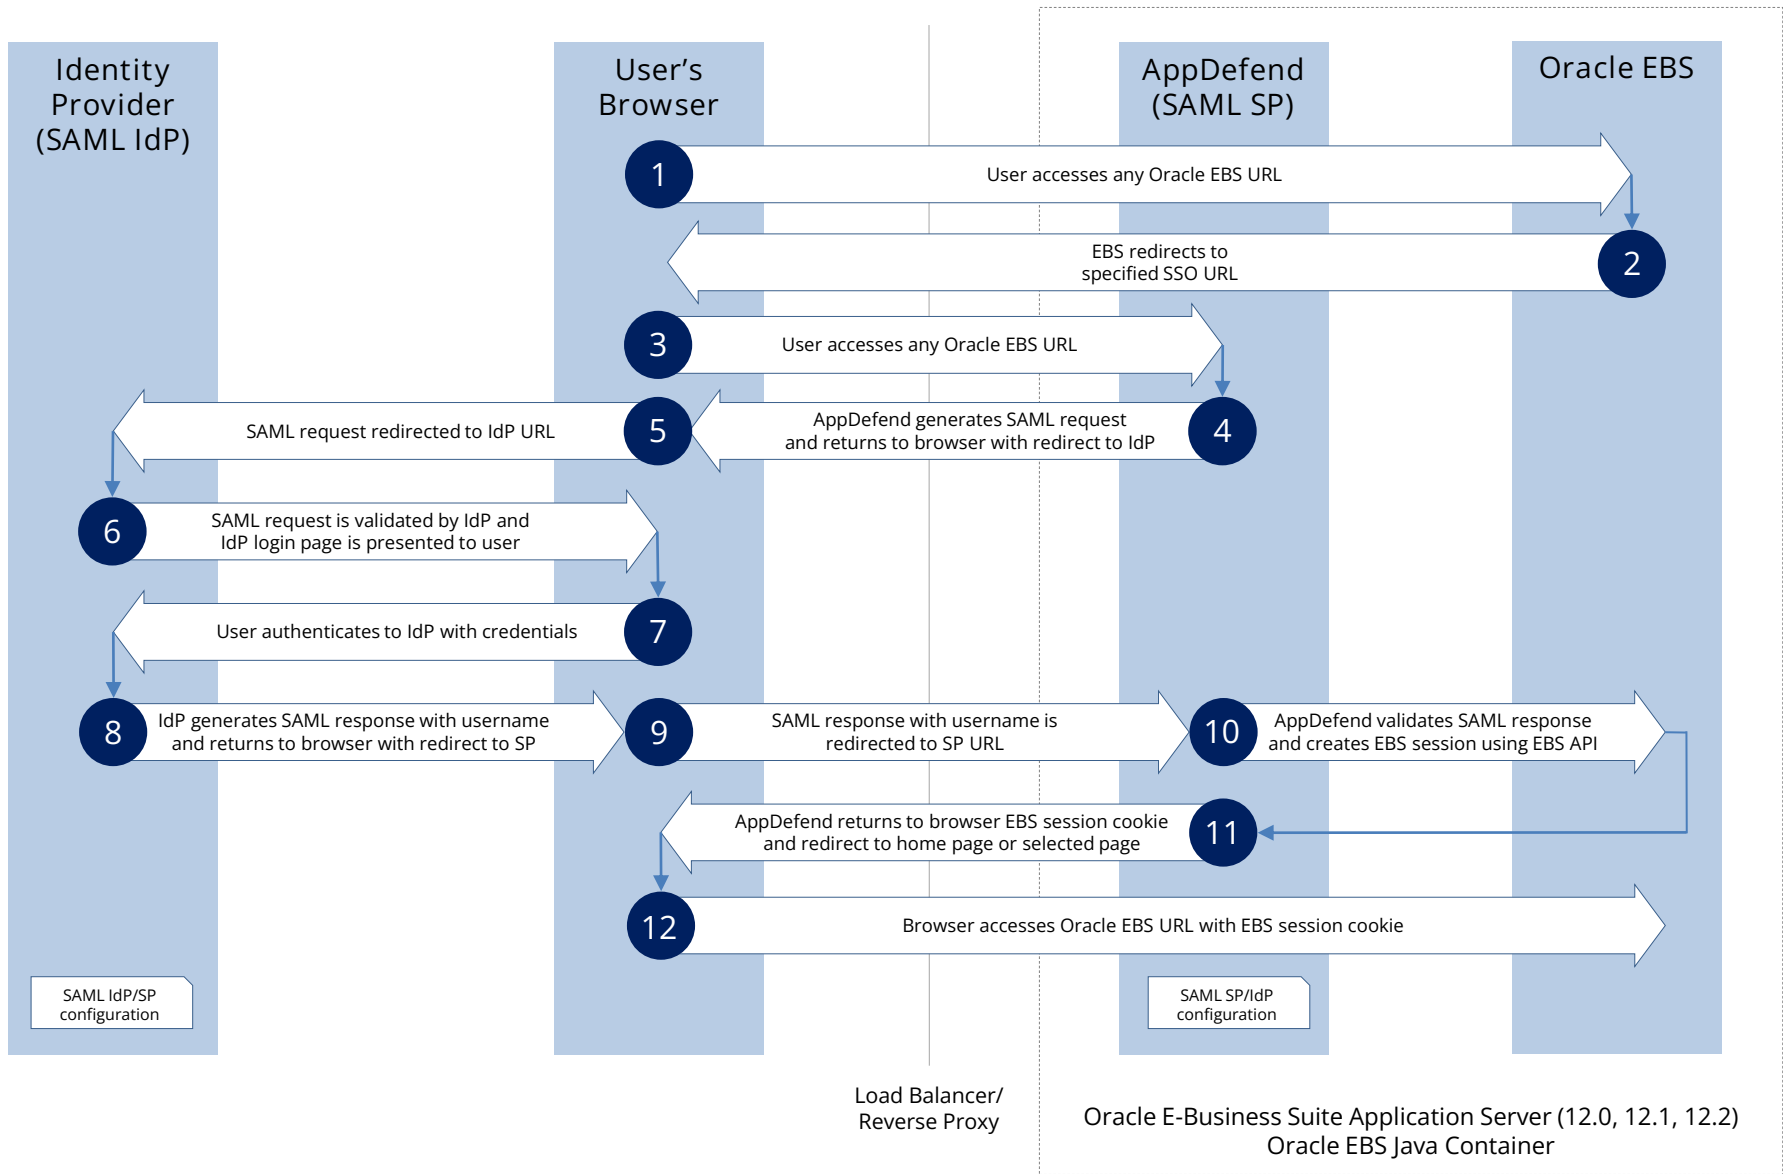 Identity
Provider
(SAML IdP)
User's
Browser
AppDefend
(SAML SP)
Oracle EBS
1
User accesses any Oracle EBS URL
EBS redirects to
specified SSO URL
2
3
User accesses any Oracle EBS URL
SAML request redirected to IdP URL
5
AppDefend generates SAML request
and returns to browser with redirect to IdP
4
6
SAML request is validated by IdP and
IdP login page is presented to user
User authenticates to IdP with credentials
7
8
IdP generates SAML response with username
and returns to browser with redirect to SP
9
SAML response with username is
redirected to SP URL
10
AppDefend validates SAML response
and creates EBS session using EBS API
AppDefend returns to browser EBS session cookie
and redirect to home page or selected page
11
12
Browser accesses Oracle EBS URL with EBS session cookie
SAML IdP/SP
configuration
SAML SP/IdP
configuration
Load Balancer/
Reverse Proxy
Oracle E-Business Suite Application Server (12.0, 12.1, 12.2)
Oracle EBS Java Container